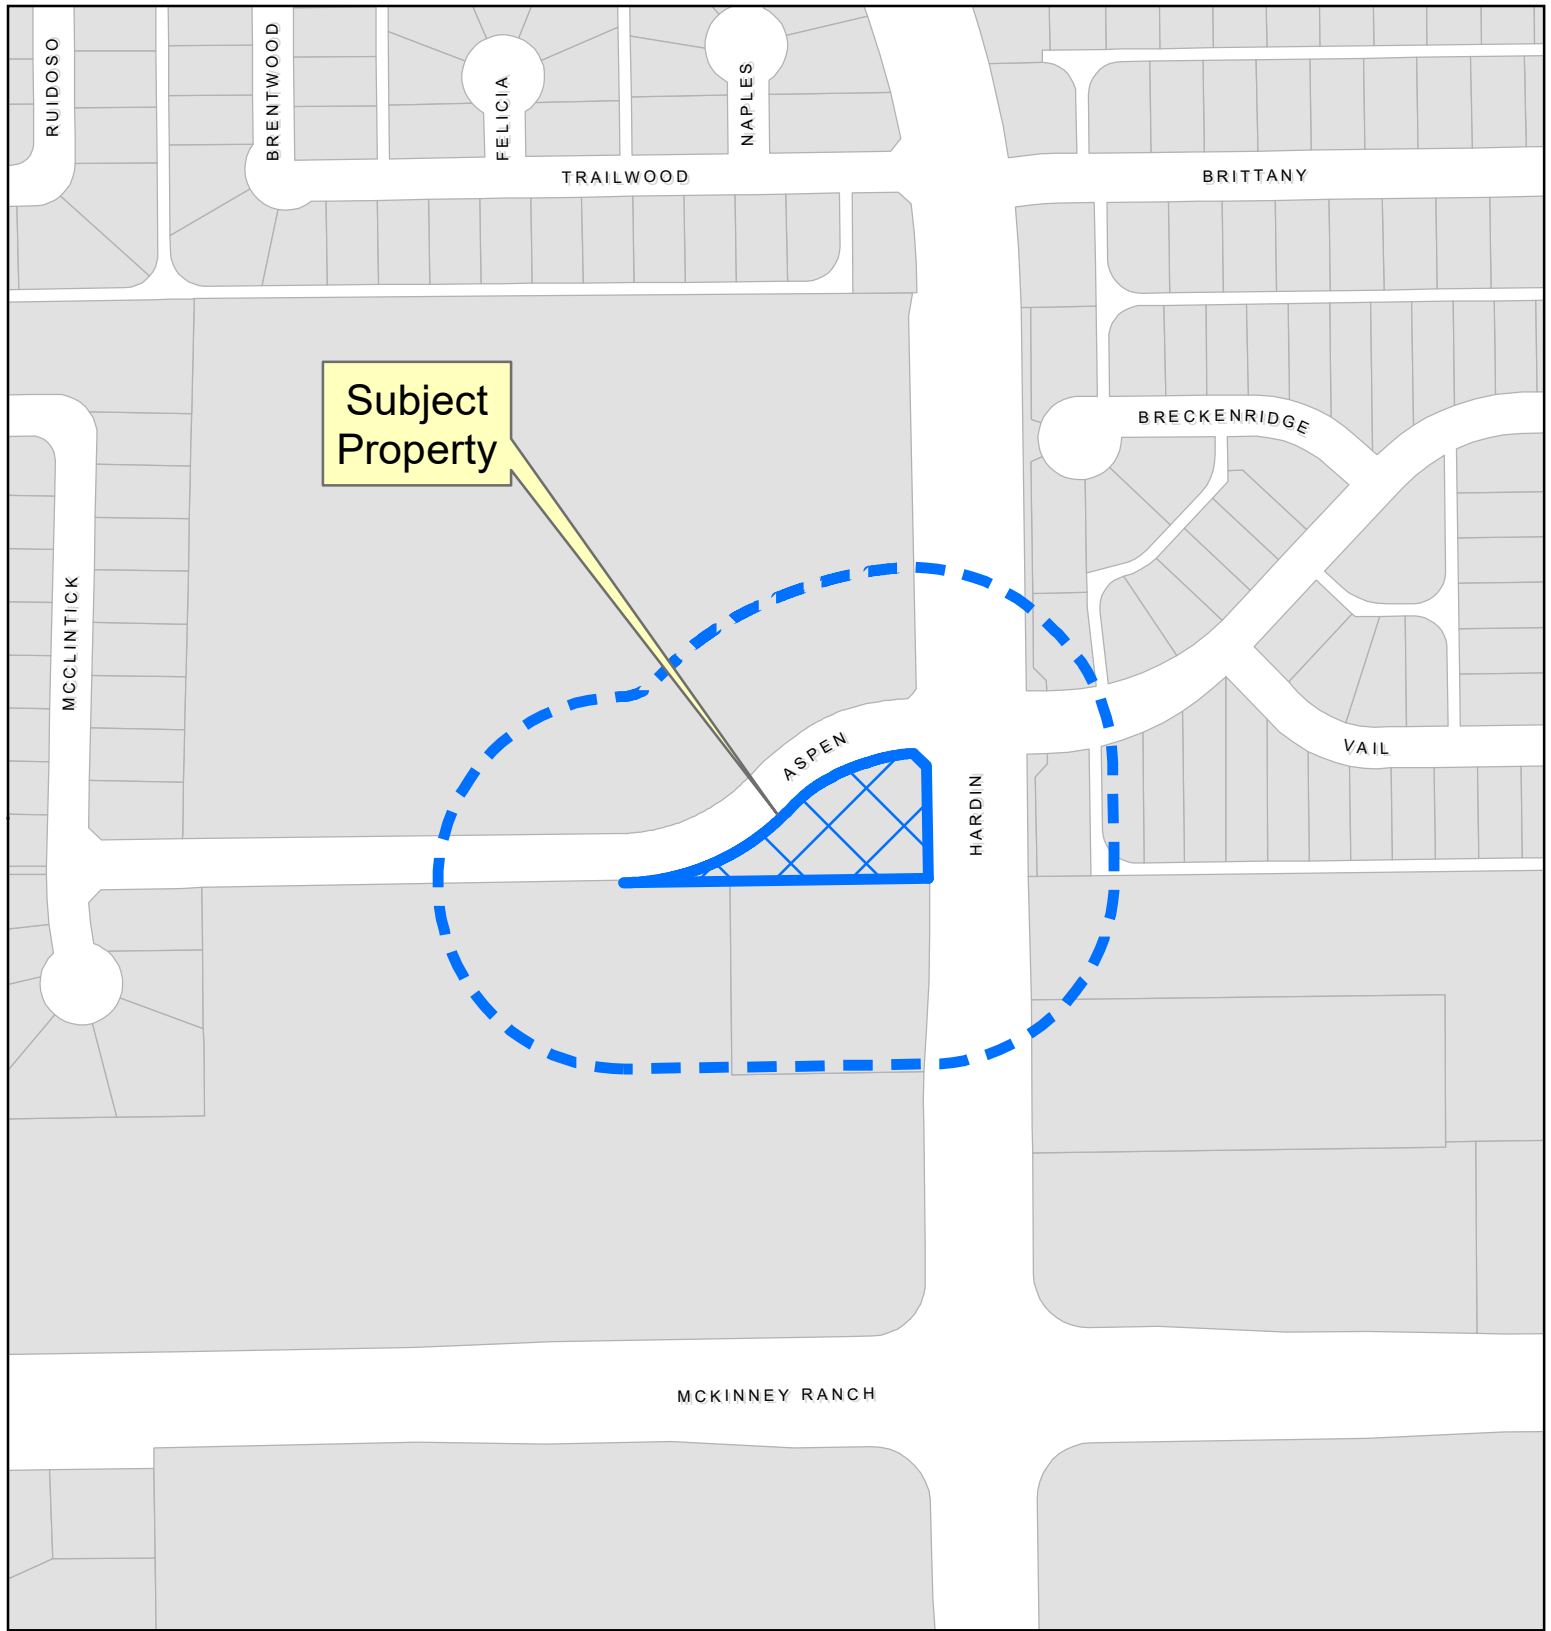 RUIDOSO
BRENTWOOD
FELICIA
NAPLES
TRAILWOOD
BRITTANY
Subject
Property
BRECKENRIDGE
MCCLINTICK
ASPEN
HARDIN
VAIL
MCKINNEY RANCH